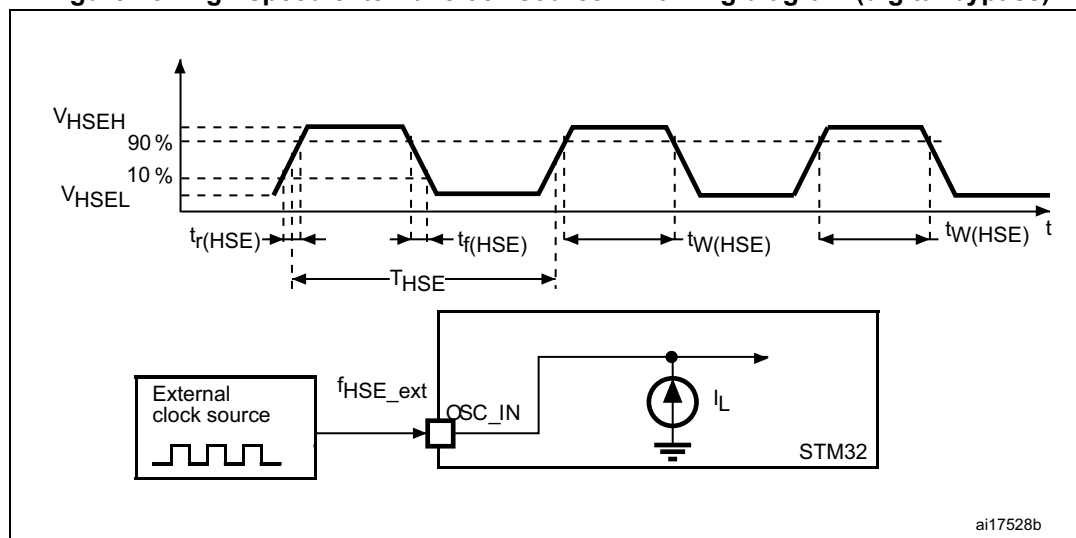 VHSEH
90 %
10 %
VHSEL
tr(HSE)
tf(HSE)
tW(HSE)
tW(HSE)
t
THSE
External
clock source
fHSE_ext
OSC_IN
IL
STM32
ai17528b